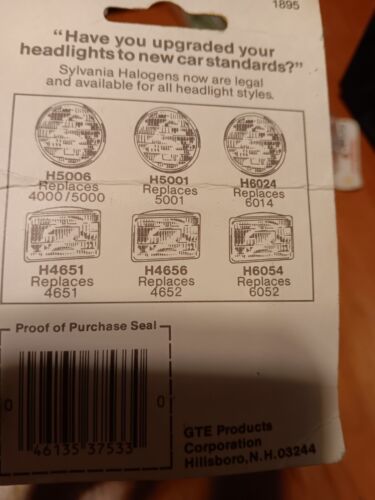 1895
"Have you upgraded your
headlights to new car standards?"
Sylvania Halogens now are legal
and available for all headlight styles.
H5006
Replaces
4000/5000
H5001
Replaces
5001
H6024
Replaces
6014
H4651
Replaces
4651
H4656
Replaces
4652
H6054
Replaces
6052
Proof of Purchase Seal
0
46135 37533
0
GTE Products
Corporation
Hillsboro, N.H. 03244